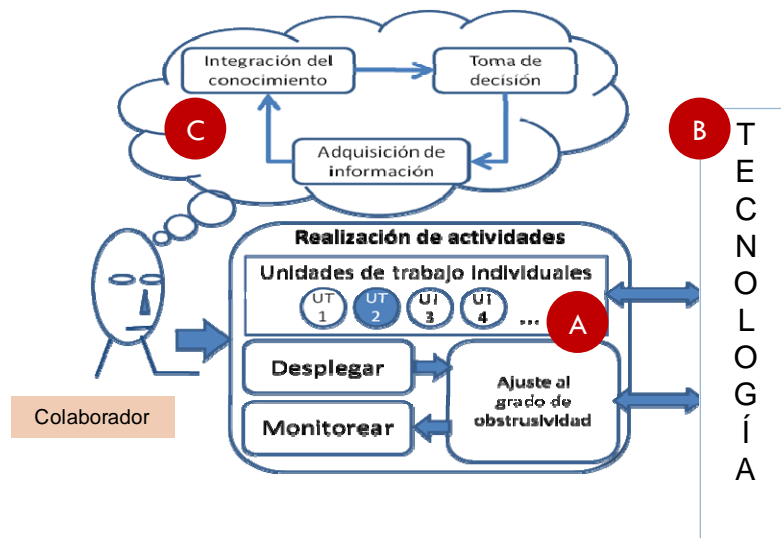 Integración del
conocimiento
Toma de
decisión
C
Adquisición de
información
B
T
E
C
N
O
L
O
G
Í
A
Realización de actividades
Unidades de trabajo individuales
UT
1
UT
2
UT
3
UT
4
...
A
Desplegar
Monitorear
Ajuste al
grado de
obstrusividad
Colaborador